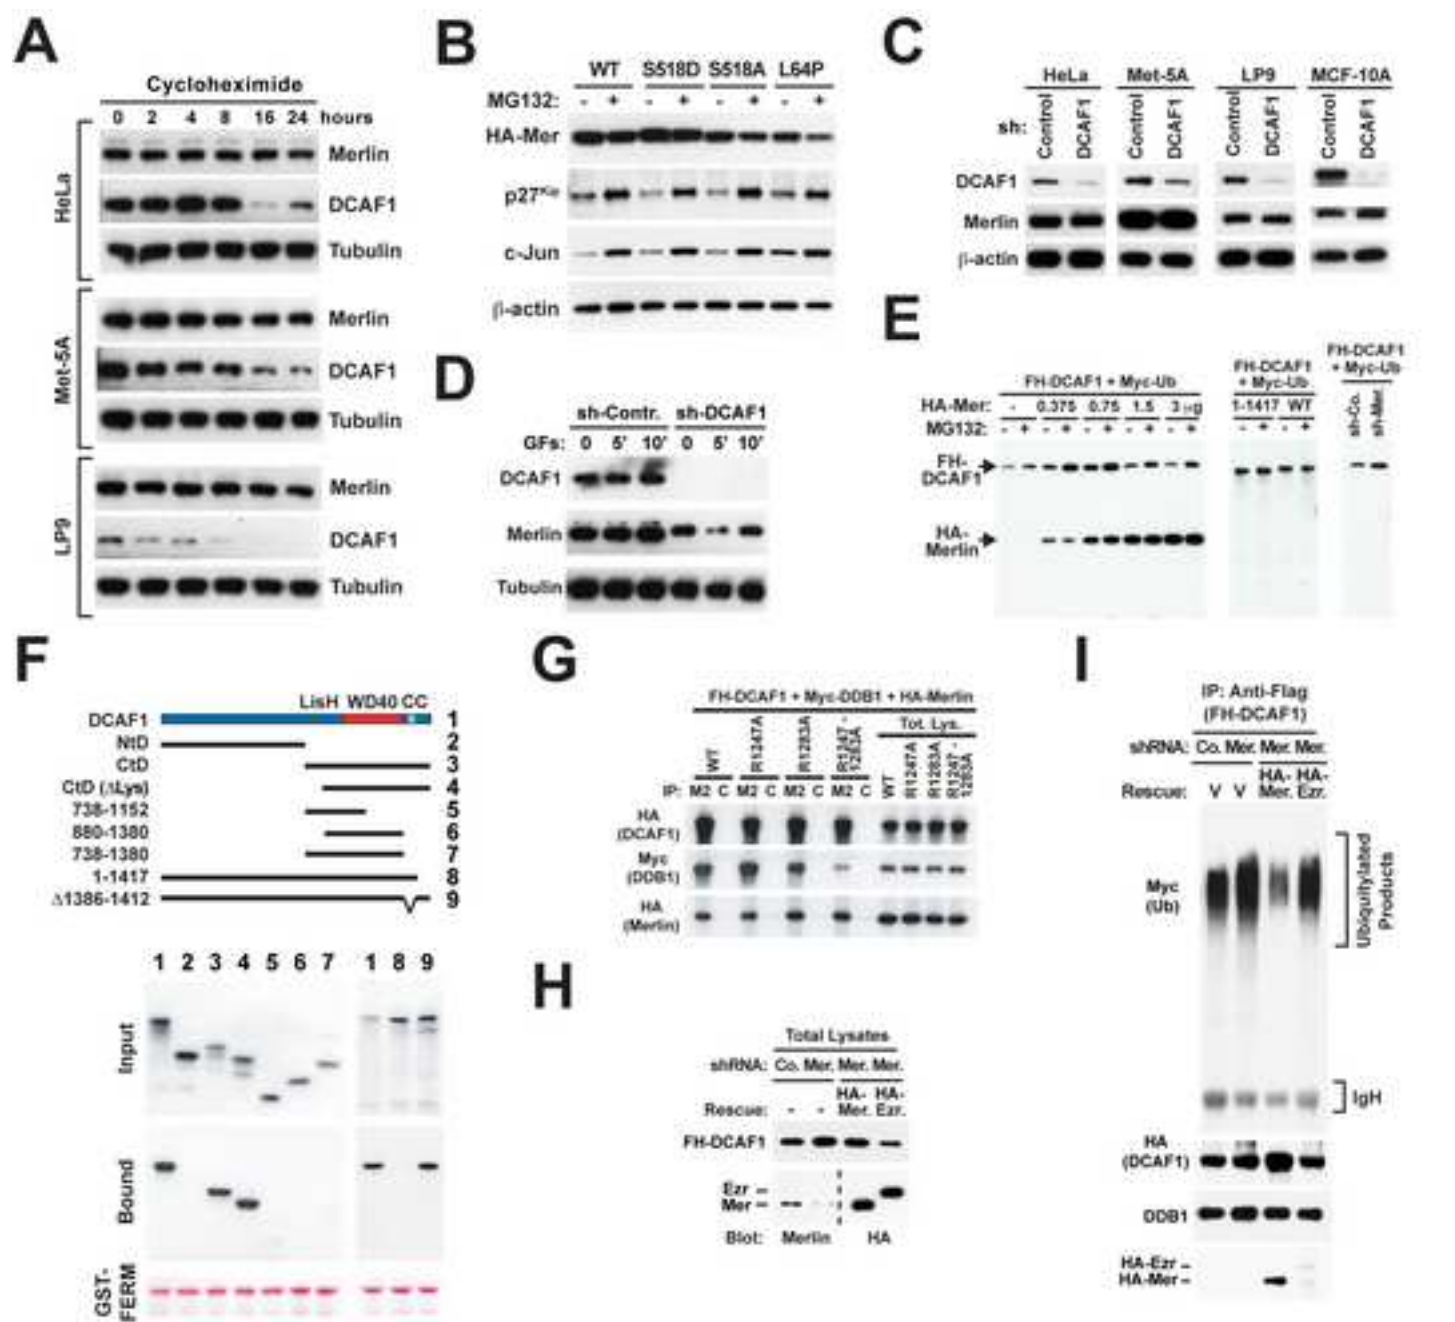 A
Cycloheximide
0 2 4 8 16 24 hours
HeLa
Merlin
DCAF1
Tubulin
Met-5A
Merlin
DCAF1
Tubulin
LP9
Merlin
DCAF1
Tubulin
B
WT S518D S518A L64P
MG132: - + - + - + - +
HA-Mer
p27Kip
c-Jun
β-actin
C
HeLa Met-5A LP9 MCF-10A
sh: Control DCAF1 Control DCAF1 Control DCAF1 Control DCAF1
DCAF1
Merlin
β-actin
D
sh-Contr. sh-DCAF1
GFs: 0 5' 10' 0 5' 10'
DCAF1
Merlin
Tubulin
E
FH-DCAF1 + Myc-Ub
HA-Mer: - 0.375 0.75 1.5 3 µg
MG132: - + - + - + - + - +
FH-DCAF1
+ Myc-Ub
1-1417 WT
- + - +
FH-DCAF1
+ Myc-Ub
sh-Co. sh-Mer.
FH-
DCAF1
HA-
Merlin
F
LisH WD40 CC
DCAF1 1
NtD 2
CtD 3
CtD (ΔLys) 4
738-1152 5
880-1380 6
738-1380 7
1-1417 8
Δ1386-1412 9
1 2 3 4 5 6 7 1 8 9
Input
Bound
GST-
FERM
G
FH-DCAF1 + Myc-DDB1 + HA-Merlin
Tot. Lys.
WT R1247A R1283A R1247-1283A WT R1247A R1283A R1247-1283A
IP: M2 C M2 C M2 C M2 C
HA
(DCAF1)
Myc
(DDB1)
HA
(Merlin)
H
Total Lysates
shRNA: Co. Mer. Mer. Mer.
Rescue: - - HA-Mer. HA-Ezr.
FH-DCAF1
Ezr –
Mer –
Blot: Merlin HA
I
IP: Anti-Flag
(FH-DCAF1)
shRNA: Co. Mer. Mer. Mer.
Rescue: V V HA-Mer. HA-Ezr.
Myc
(Ub)
Ubiquitylated
Products
IgH
HA
(DCAF1)
DDB1
HA-Ezr -
HA-Mer -